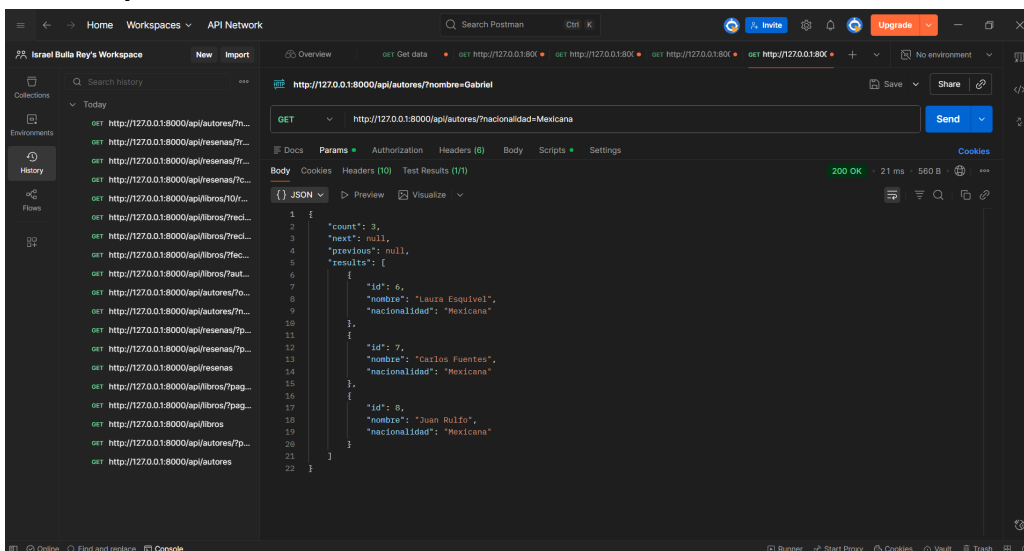 Home Workspaces API Network Search Postman Ctrl K Invite Upgrade
Israel Bulla Rey's Workspace New Import Overview GET Get data GET http://127.0.0.1:80( GET http://127.0.0.1:80( GET http://127.0.0.1:80( GET http://127.0.0.1:80( No environment
Collections
Environments
History
Flows
Search history
Today
GET http://127.0.0.1:8000/api/autores/?n...
GET http://127.0.0.1:8000/api/resenas/?r...
GET http://127.0.0.1:8000/api/resenas/?r...
GET http://127.0.0.1:8000/api/resenas/?c...
GET http://127.0.0.1:8000/api/libros/10/r...
GET http://127.0.0.1:8000/api/libros/?reci...
GET http://127.0.0.1:8000/api/libros/?reci...
GET http://127.0.0.1:8000/api/libros/?fec...
GET http://127.0.0.1:8000/api/libros/?aut...
GET http://127.0.0.1:8000/api/autores/?o...
GET http://127.0.0.1:8000/api/autores/?n...
GET http://127.0.0.1:8000/api/resenas/?p...
GET http://127.0.0.1:8000/api/resenas/?p...
GET http://127.0.0.1:8000/api/resenas
GET http://127.0.0.1:8000/api/libros/?pag...
GET http://127.0.0.1:8000/api/libros/?pag...
GET http://127.0.0.1:8000/api/libros
GET http://127.0.0.1:8000/api/autores/?p...
GET http://127.0.0.1:8000/api/autores
http://127.0.0.1:8000/api/autores/?nombre=Gabriel Save Share
GET http://127.0.0.1:8000/api/autores/?nacionalidad=Mexicana Send
Docs Params Authorization Headers (6) Body Scripts Settings Cookies
Body Cookies Headers (10) Test Results (1/1) 200 OK 21 ms 560 B
{} JSON Preview Visualize
1 {
2 "count": 3,
3 "next": null,
4 "previous": null,
5 "results": [
6 {
7 "id": 6,
8 "nombre": "Laura Esquivel",
9 "nacionalidad": "Mexicana"
10 },
11 {
12 "id": 7,
13 "nombre": "Carlos Fuentes",
14 "nacionalidad": "Mexicana"
15 },
16 {
17 "id": 8,
18 "nombre": "Juan Rulfo",
19 "nacionalidad": "Mexicana"
20 }
21 ]
22 }
Online Find and replace Console Runner Start Proxy Cookies Vault Trash